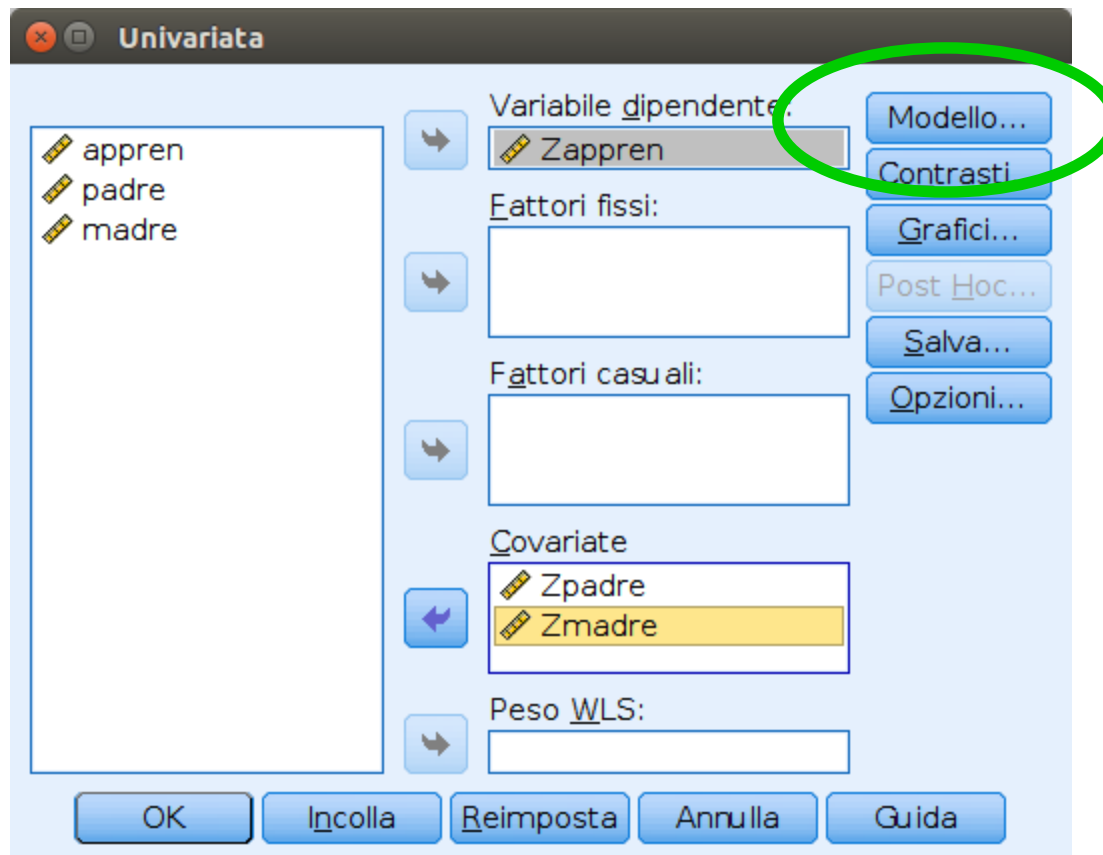 Univariata
appren
padre
madre
Variabile dipendente:
Zappren
Fattori fissi:
Fattori casuali:
Covariate
Zpadre
Zmadre
Peso WLS:
Modello...
Contrasti...
Grafici...
Post Hoc...
Salva...
Opzioni...
OK
Incolla
Reimposta
Annulla
Guida